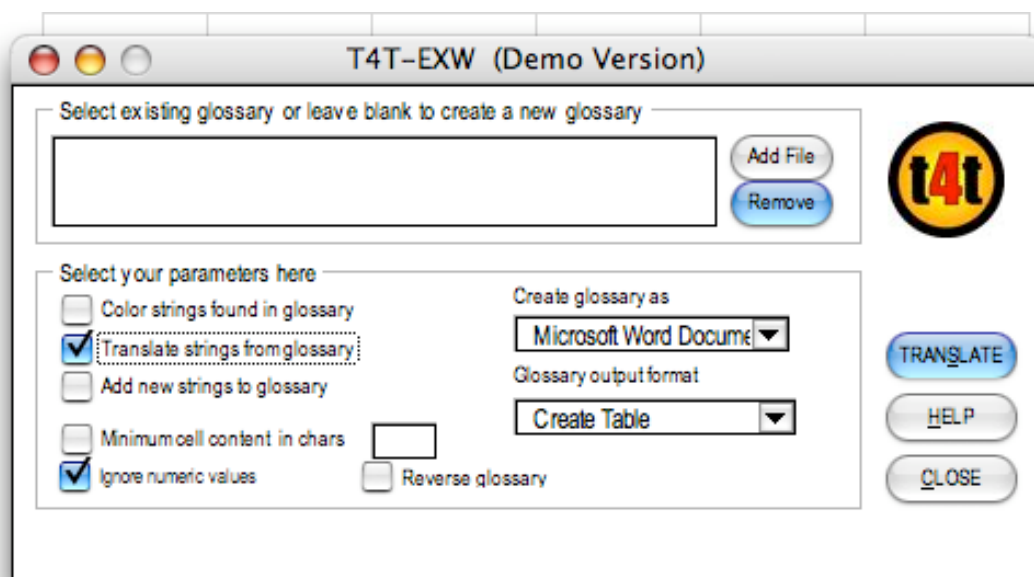 T4T-EXW (Demo Version)
Select existing glossary or leave blank to create a new glossary
Add File
Remove
t4t
Select your parameters here
Color strings found in glossary
Translate strings from glossary
Add new strings to glossary
Minimum cell content in chars
Ignore numeric values
Reverse glossary
Create glossary as
Microsoft Word Docume
Glossary output format
Create Table
TRANSLATE
HELP
CLOSE